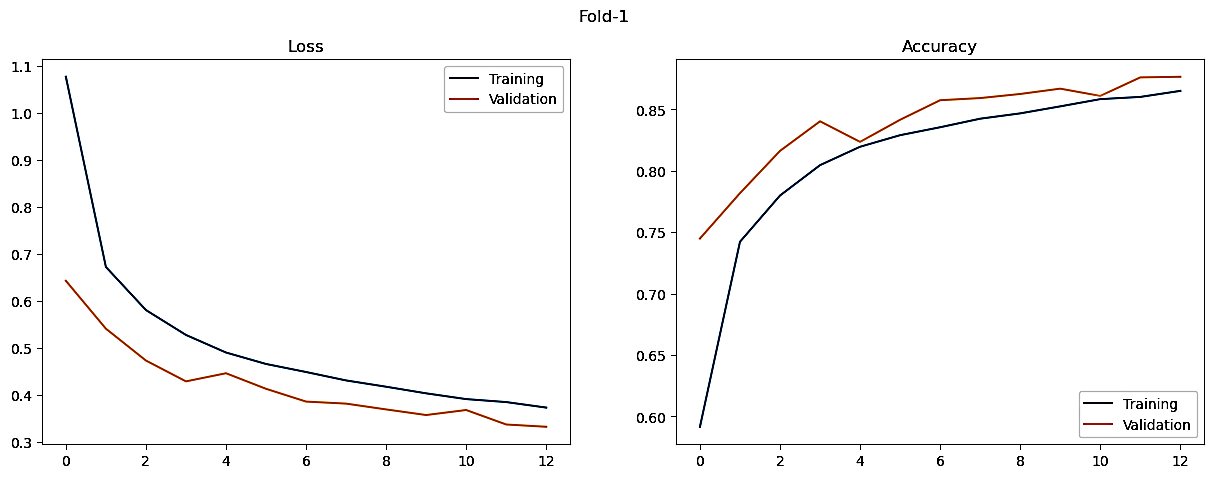 Fold-1
Loss
1.1
1.0
0.9
0.8
0.7
0.6
0.5
0.4
0.3
0 2 4 6 8 10 12
Training
Validation
Accuracy
0.85
0.80
0.75
0.70
0.65
0.60
0 2 4 6 8 10 12
Training
Validation